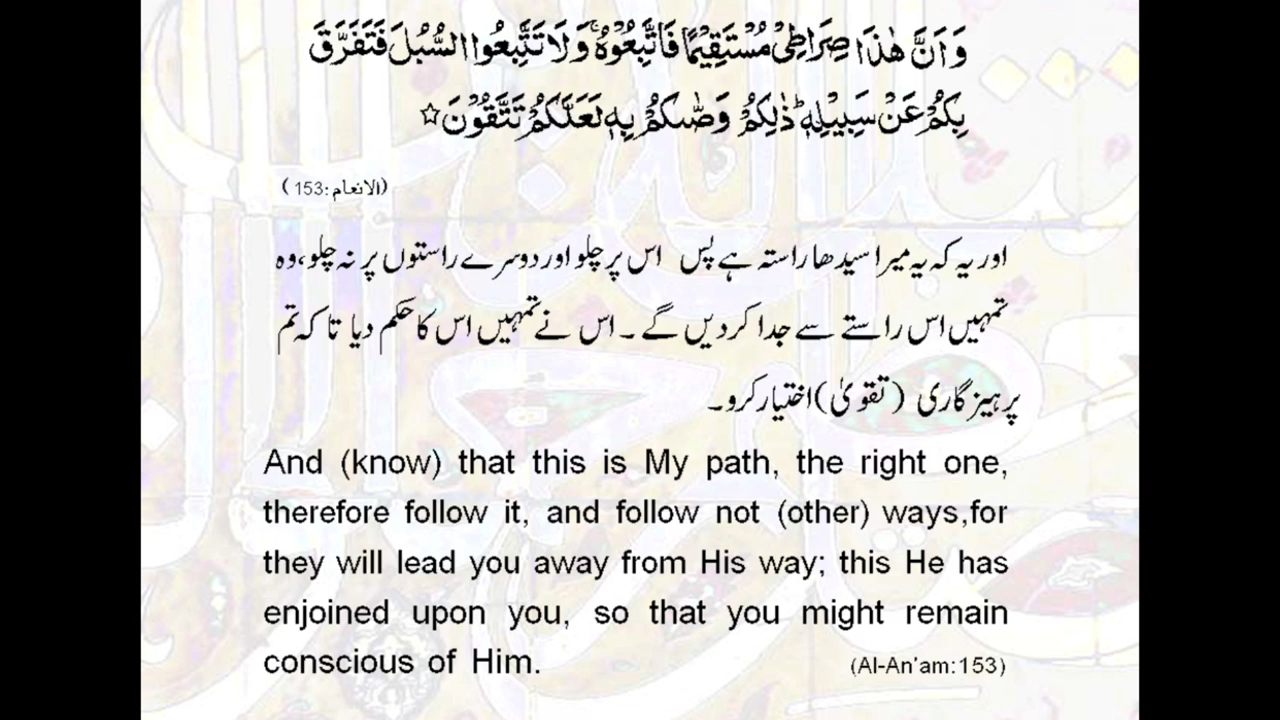 وَ اَنَّ هٰذَا صِرَاطِیْ مُسْتَقِیْمًا فَاتَّبِعُوْهُ ۚ وَ لَا تَتَّبِعُوا السُّبُلَ فَتَفَرَّقَ
بِكُمْ عَنْ سَبِیْلِهٖ ؕ ذٰلِكُمْ وَصّٰىكُمْ بِهٖ لَعَلَّكُمْ تَتَّقُوْنَ ☆
(الانعام:153)
اور یہ کہ یہ میرا سیدھا راستہ ہے پس اس پر چلو اور دوسرے راستوں پر نہ چلو، وہ
تمہیں اس راستے سے جدا کردیں گے ۔ اس نے تمہیں اس کا حکم دیا تا کہ تم
پرہیزگاری (تقویٰ) اختیار کرو۔
And (know) that this is My path, the right one,
therefore follow it, and follow not (other) ways,for
they will lead you away from His way; this He has
enjoined upon you, so that you might remain
conscious of Him. (Al-An'am:153)